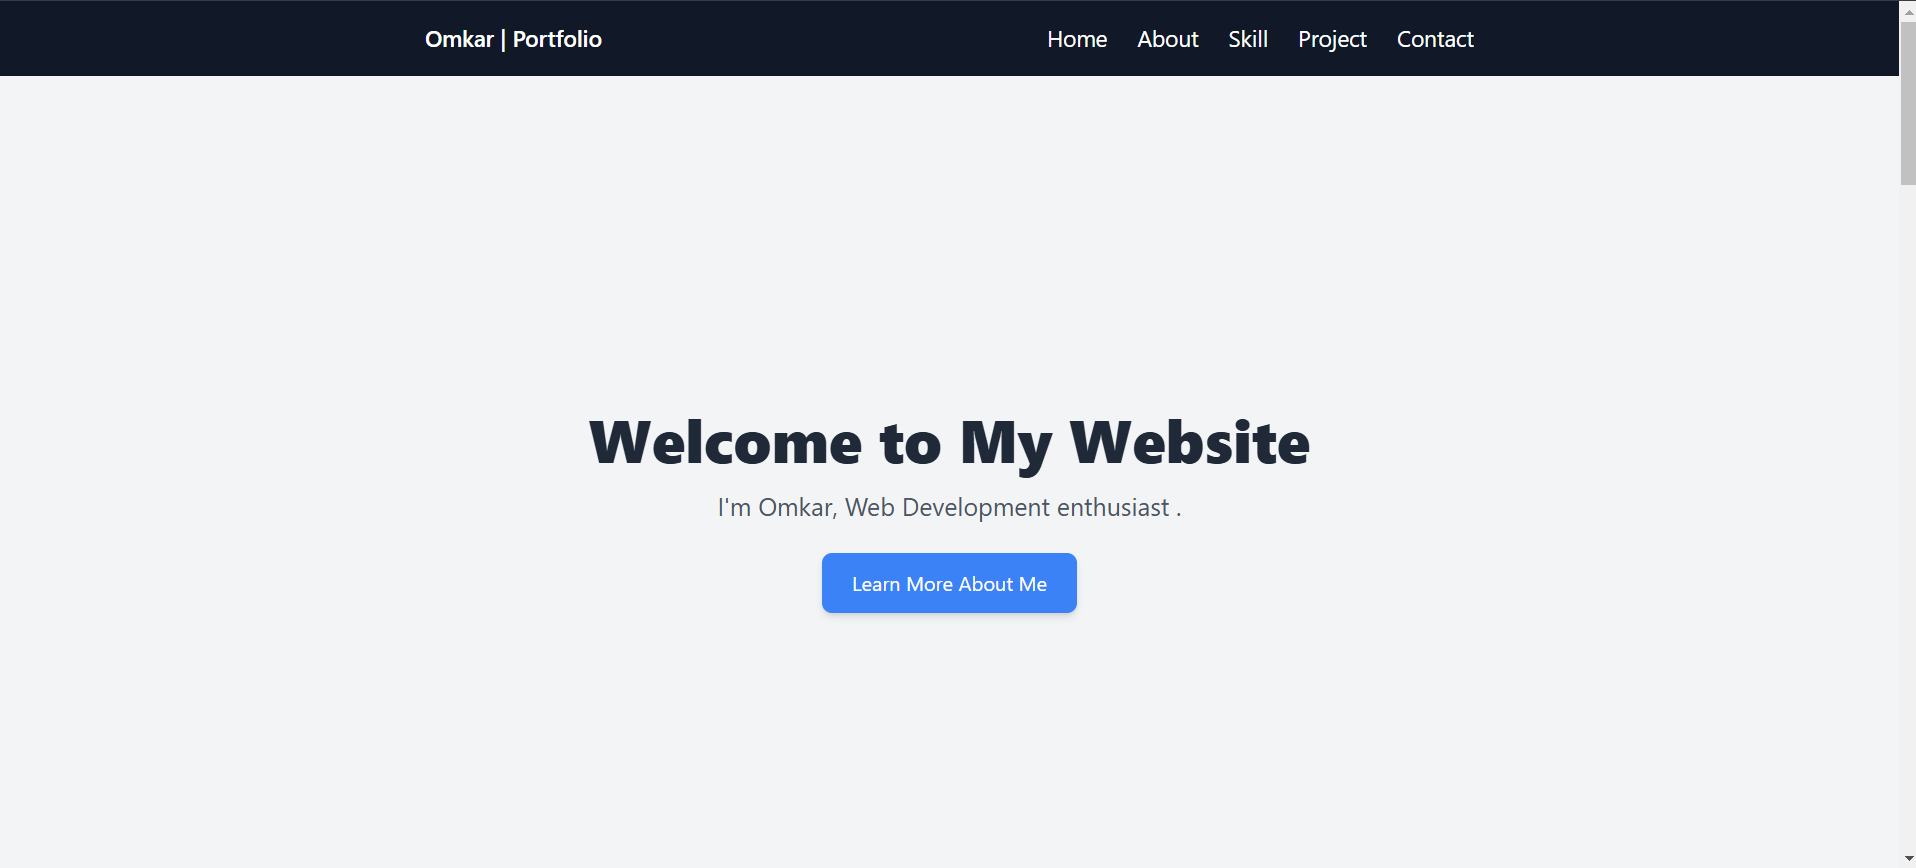 Omkar | Portfolio
Home About Skill Project Contact
Welcome to My Website
I'm Omkar, Web Development enthusiast .
Learn More About Me